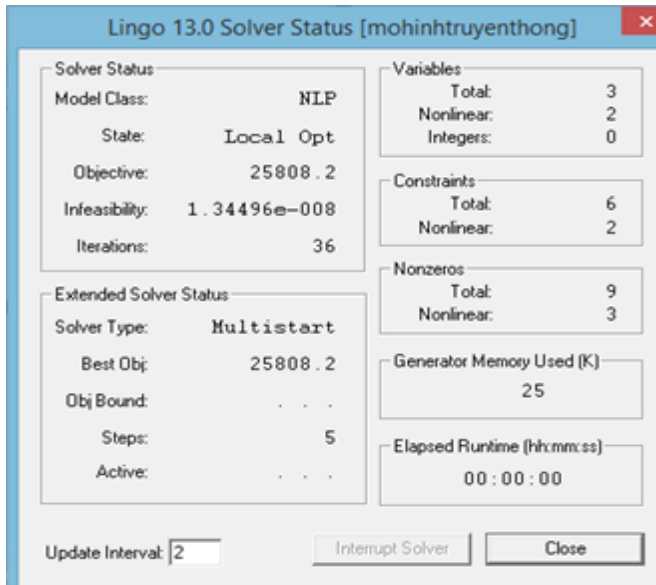 Lingo 13.0 Solver Status [mohinhtruyenthong]
x
Solver Status
Model Class: NLP
State: Local Opt
Objective: 25808.2
Infeasibility: 1.34496e-008
Iterations: 36
Extended Solver Status
Solver Type: Multistart
Best Obj: 25808.2
Obj Bound: . . .
Steps: 5
Active: . . .
Variables
Total: 3
Nonlinear: 2
Integers: 0
Constraints
Total: 6
Nonlinear: 2
Nonzeros
Total: 9
Nonlinear: 3
Generator Memory Used (K)
25
Elapsed Runtime (hh:mm:ss)
00:00:00
Update Interval: 2
Interrupt Solver
Close